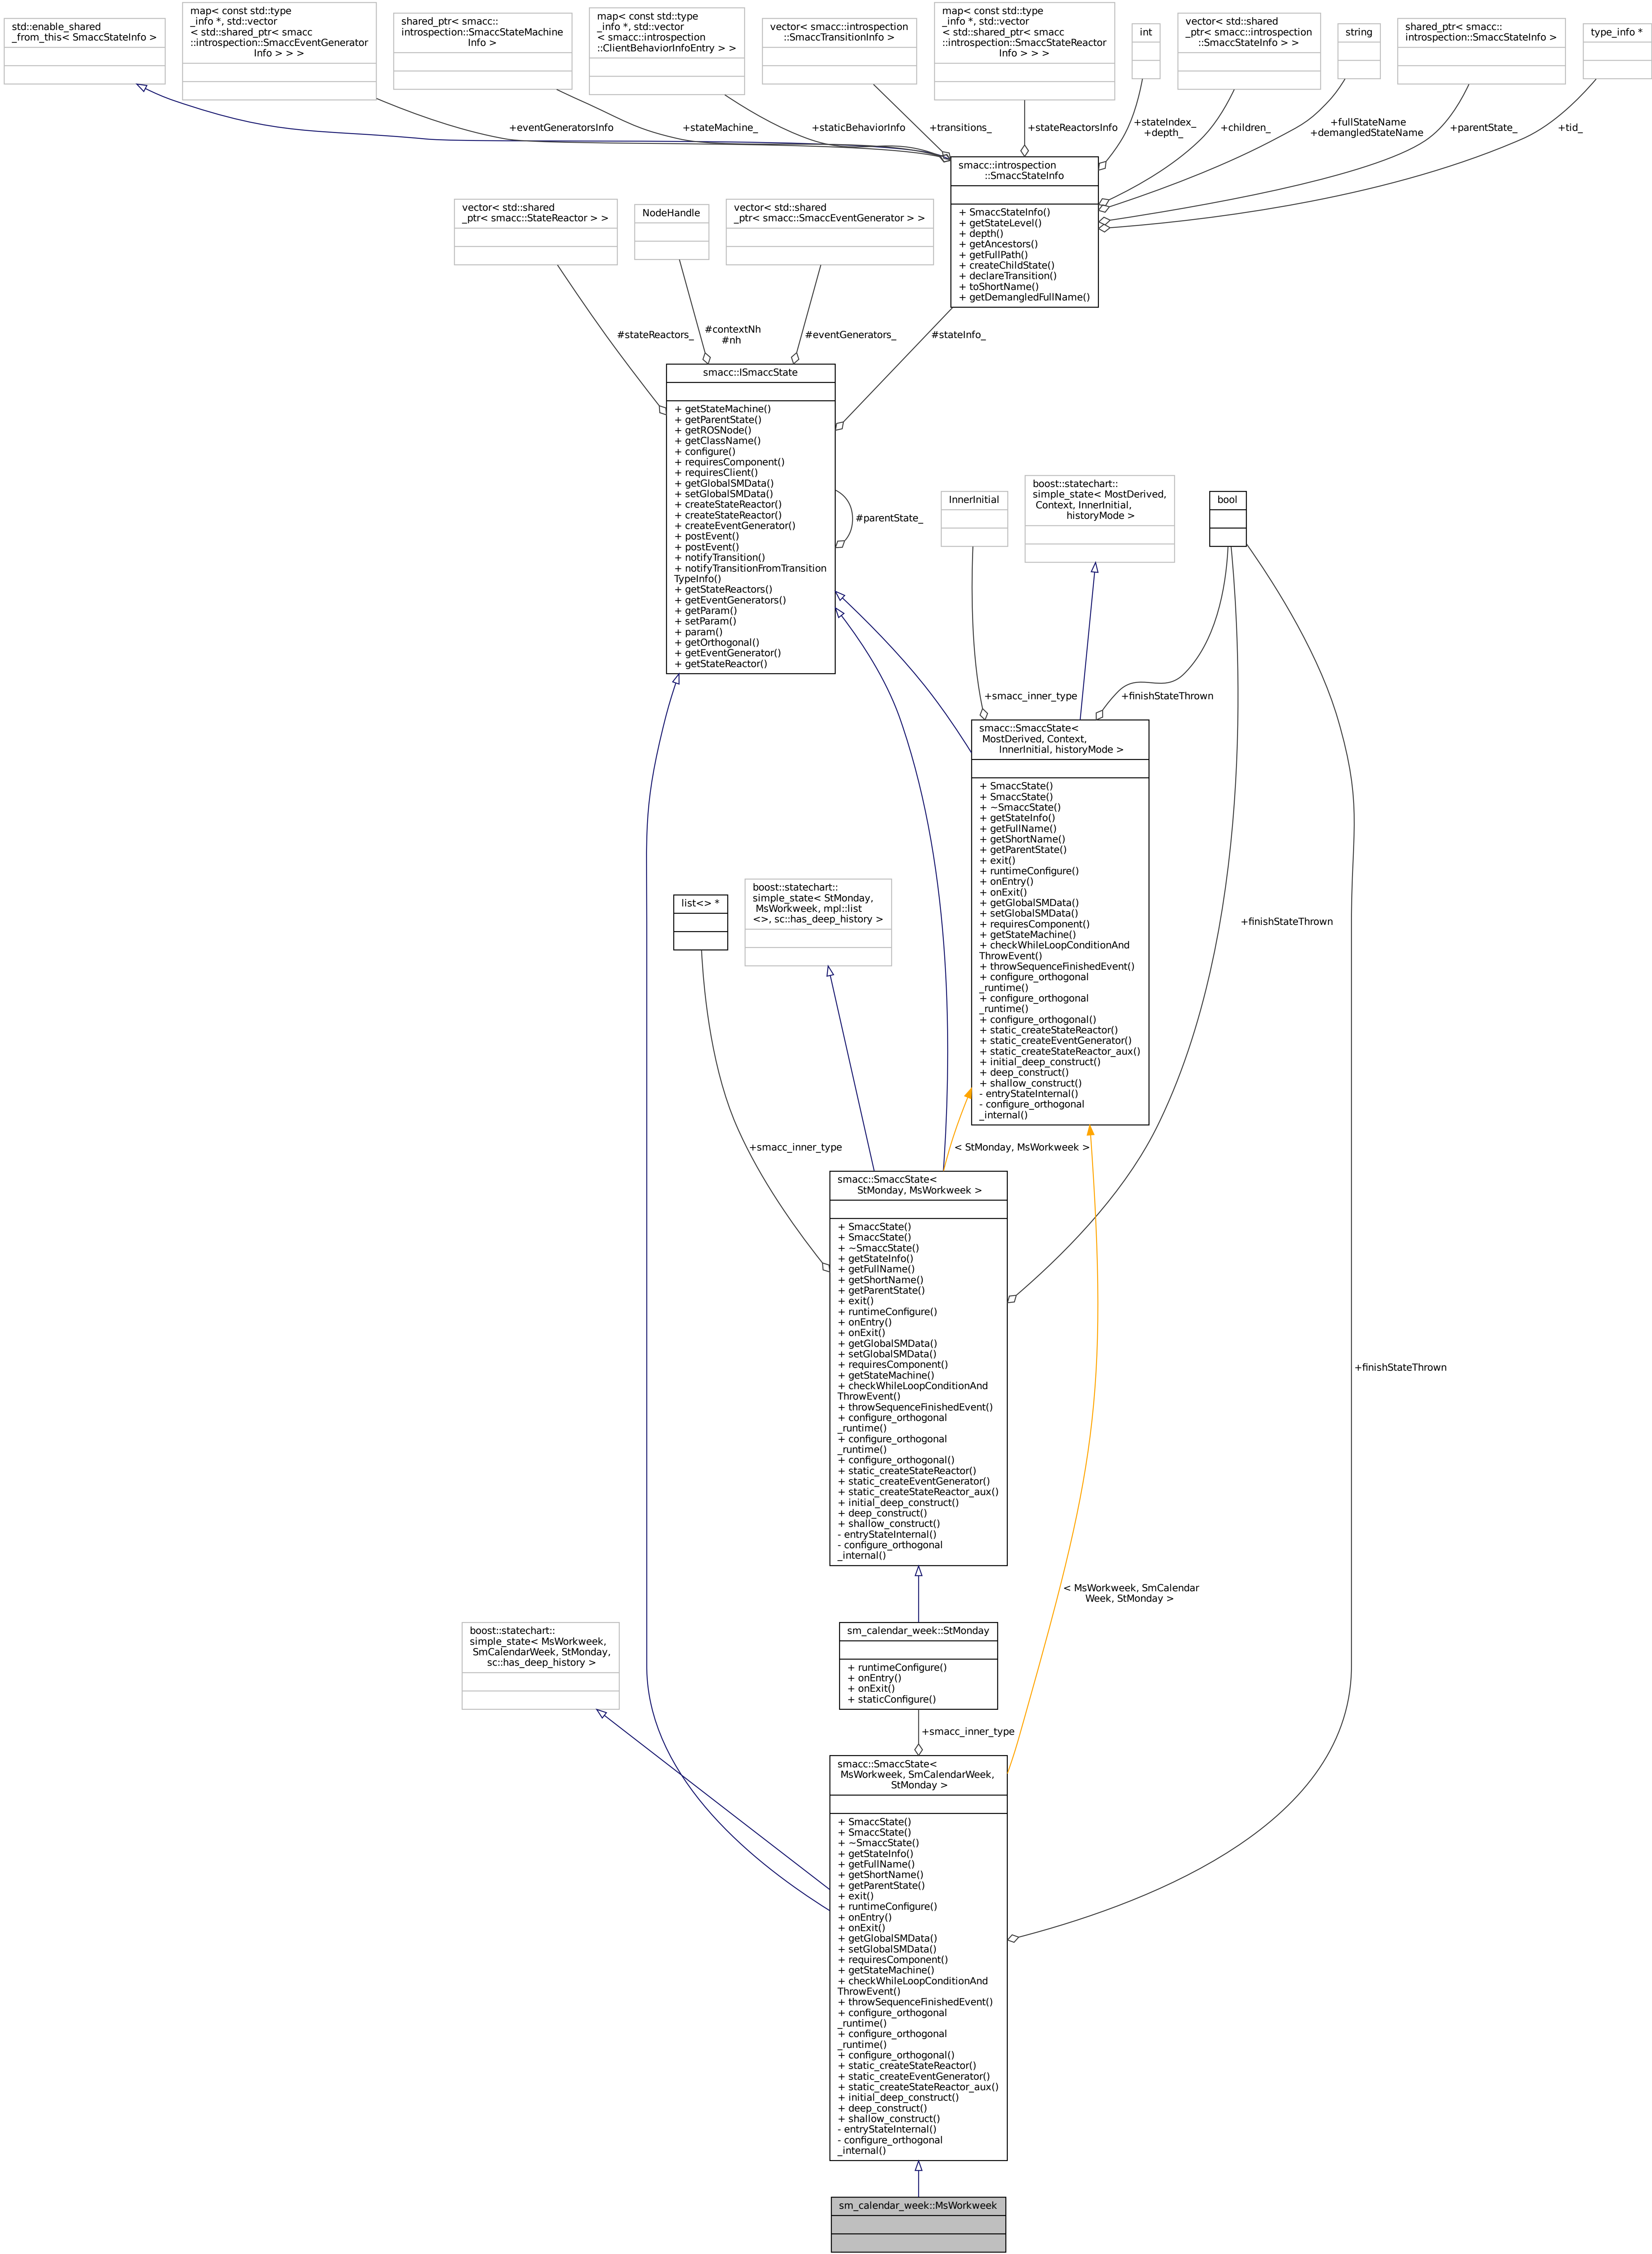 std::enable_shared
_from_this< SmaccStateInfo >
map< const std::type
_info *, std::vector
< std::shared_ptr< smacc
::introspection::SmaccEventGenerator
Info > > >
shared_ptr< smacc::
introspection::SmaccStateMachine
Info >
map< const std::type
_info *, std::vector
< smacc::introspection
::ClientBehaviorInfoEntry > >
vector< smacc::introspection
::SmaccTransitionInfo >
map< const std::type
_info *, std::vector
< std::shared_ptr< smacc
::introspection::SmaccStateReactor
Info > > >
int
vector< std::shared
_ptr< smacc::introspection
::SmaccStateInfo > >
string
shared_ptr< smacc::
introspection::SmaccStateInfo >
type_info *
+eventGeneratorsInfo
+stateMachine_
+staticBehaviorInfo
+transitions_
+stateReactorsInfo
+stateIndex_
+depth_
+children_
+fullStateName
+demangledStateName
+parentState_
+tid_
smacc::introspection
::SmaccStateInfo
+ SmaccStateInfo()
+ getStateLevel()
+ depth()
+ getAncestors()
+ getFullPath()
+ createChildState()
+ declareTransition()
+ toShortName()
+ getDemangledFullName()
vector< std::shared
_ptr< smacc::StateReactor > >
NodeHandle
vector< std::shared
_ptr< smacc::SmaccEventGenerator > >
#stateReactors_
#contextNh
#nh
#eventGenerators_
#stateInfo_
smacc::ISmaccState
+ getStateMachine()
+ getParentState()
+ getROSNode()
+ getClassName()
+ configure()
+ requiresComponent()
+ requiresClient()
+ getGlobalSMData()
+ setGlobalSMData()
+ createStateReactor()
+ createStateReactor()
+ createEventGenerator()
+ postEvent()
+ postEvent()
+ notifyTransition()
+ notifyTransitionFromTransition
TypeInfo()
+ getStateReactors()
+ getEventGenerators()
+ getParam()
+ setParam()
+ param()
+ getOrthogonal()
+ getEventGenerator()
+ getStateReactor()
#parentState_
InnerInitial
boost::statechart::
simple_state< MostDerived,
Context, InnerInitial,
historyMode >
bool
+smacc_inner_type
+finishStateThrown
smacc::SmaccState<
MostDerived, Context,
InnerInitial, historyMode >
+ SmaccState()
+ SmaccState()
+ ~SmaccState()
+ getStateInfo()
+ getFullName()
+ getShortName()
+ getParentState()
+ exit()
+ runtimeConfigure()
+ onEntry()
+ onExit()
+ getGlobalSMData()
+ setGlobalSMData()
+ requiresComponent()
+ getStateMachine()
+ checkWhileLoopConditionAnd
ThrowEvent()
+ throwSequenceFinishedEvent()
+ configure_orthogonal
_runtime()
+ configure_orthogonal
_runtime()
+ configure_orthogonal()
+ static_createStateReactor()
+ static_createEventGenerator()
+ static_createStateReactor_aux()
+ initial_deep_construct()
+ deep_construct()
+ shallow_construct()
- entryStateInternal()
- configure_orthogonal
_internal()
list<> *
boost::statechart::
simple_state< StMonday,
MsWorkweek, mpl::list
<>, sc::has_deep_history >
+finishStateThrown
+smacc_inner_type
< StMonday, MsWorkweek >
smacc::SmaccState<
StMonday, MsWorkweek >
+ SmaccState()
+ SmaccState()
+ ~SmaccState()
+ getStateInfo()
+ getFullName()
+ getShortName()
+ getParentState()
+ exit()
+ runtimeConfigure()
+ onEntry()
+ onExit()
+ getGlobalSMData()
+ setGlobalSMData()
+ requiresComponent()
+ getStateMachine()
+ checkWhileLoopConditionAnd
ThrowEvent()
+ throwSequenceFinishedEvent()
+ configure_orthogonal
_runtime()
+ configure_orthogonal
_runtime()
+ configure_orthogonal()
+ static_createStateReactor()
+ static_createEventGenerator()
+ static_createStateReactor_aux()
+ initial_deep_construct()
+ deep_construct()
+ shallow_construct()
- entryStateInternal()
- configure_orthogonal
_internal()
+finishStateThrown
< MsWorkweek, SmCalendar
Week, StMonday >
boost::statechart::
simple_state< MsWorkweek,
SmCalendarWeek, StMonday,
sc::has_deep_history >
sm_calendar_week::StMonday
+ runtimeConfigure()
+ onEntry()
+ onExit()
+ staticConfigure()
+smacc_inner_type
smacc::SmaccState<
MsWorkweek, SmCalendarWeek,
StMonday >
+ SmaccState()
+ SmaccState()
+ ~SmaccState()
+ getStateInfo()
+ getFullName()
+ getShortName()
+ getParentState()
+ exit()
+ runtimeConfigure()
+ onEntry()
+ onExit()
+ getGlobalSMData()
+ setGlobalSMData()
+ requiresComponent()
+ getStateMachine()
+ checkWhileLoopConditionAnd
ThrowEvent()
+ throwSequenceFinishedEvent()
+ configure_orthogonal
_runtime()
+ configure_orthogonal
_runtime()
+ configure_orthogonal()
+ static_createStateReactor()
+ static_createEventGenerator()
+ static_createStateReactor_aux()
+ initial_deep_construct()
+ deep_construct()
+ shallow_construct()
- entryStateInternal()
- configure_orthogonal
_internal()
sm_calendar_week::MsWorkweek